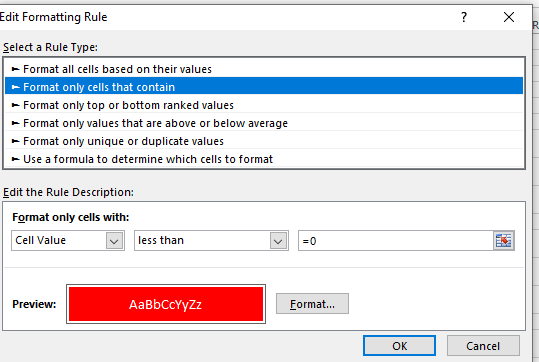 Edit Formatting Rule
?
R
Select a Rule Type:
► Format all cells based on their values
► Format only cells that contain
► Format only top or bottom ranked values
► Format only values that are above or below average
► Format only unique or duplicate values
► Use a formula to determine which cells to format
Edit the Rule Description:
Format only cells with:
Cell Value less than =0
Preview: AaBbCcYyZz Format...
OK Cancel